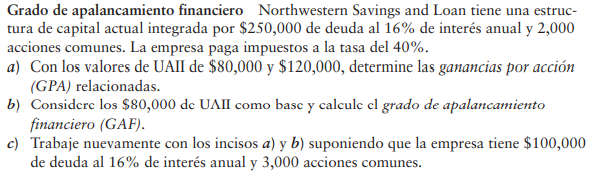 Grado de apalancamiento financiero Northwestern Savings and Loan tiene una estruc-
tura de capital actual integrada por $250,000 de deuda al 16% de interés anual y 2,000
acciones comunes. La empresa paga impuestos a la tasa del 40%.
a) Con los valores de UAII de $80,000 y $120,000, determine las ganancias por acción
(GPA) relacionadas.
b) Considere los $80,000 de UAII como base y calcule el grado de apalancamiento
financiero (GAF).
c) Trabaje nuevamente con los incisos a) y b) suponiendo que la empresa tiene $100,000
de deuda al 16% de interés anual y 3,000 acciones comunes.